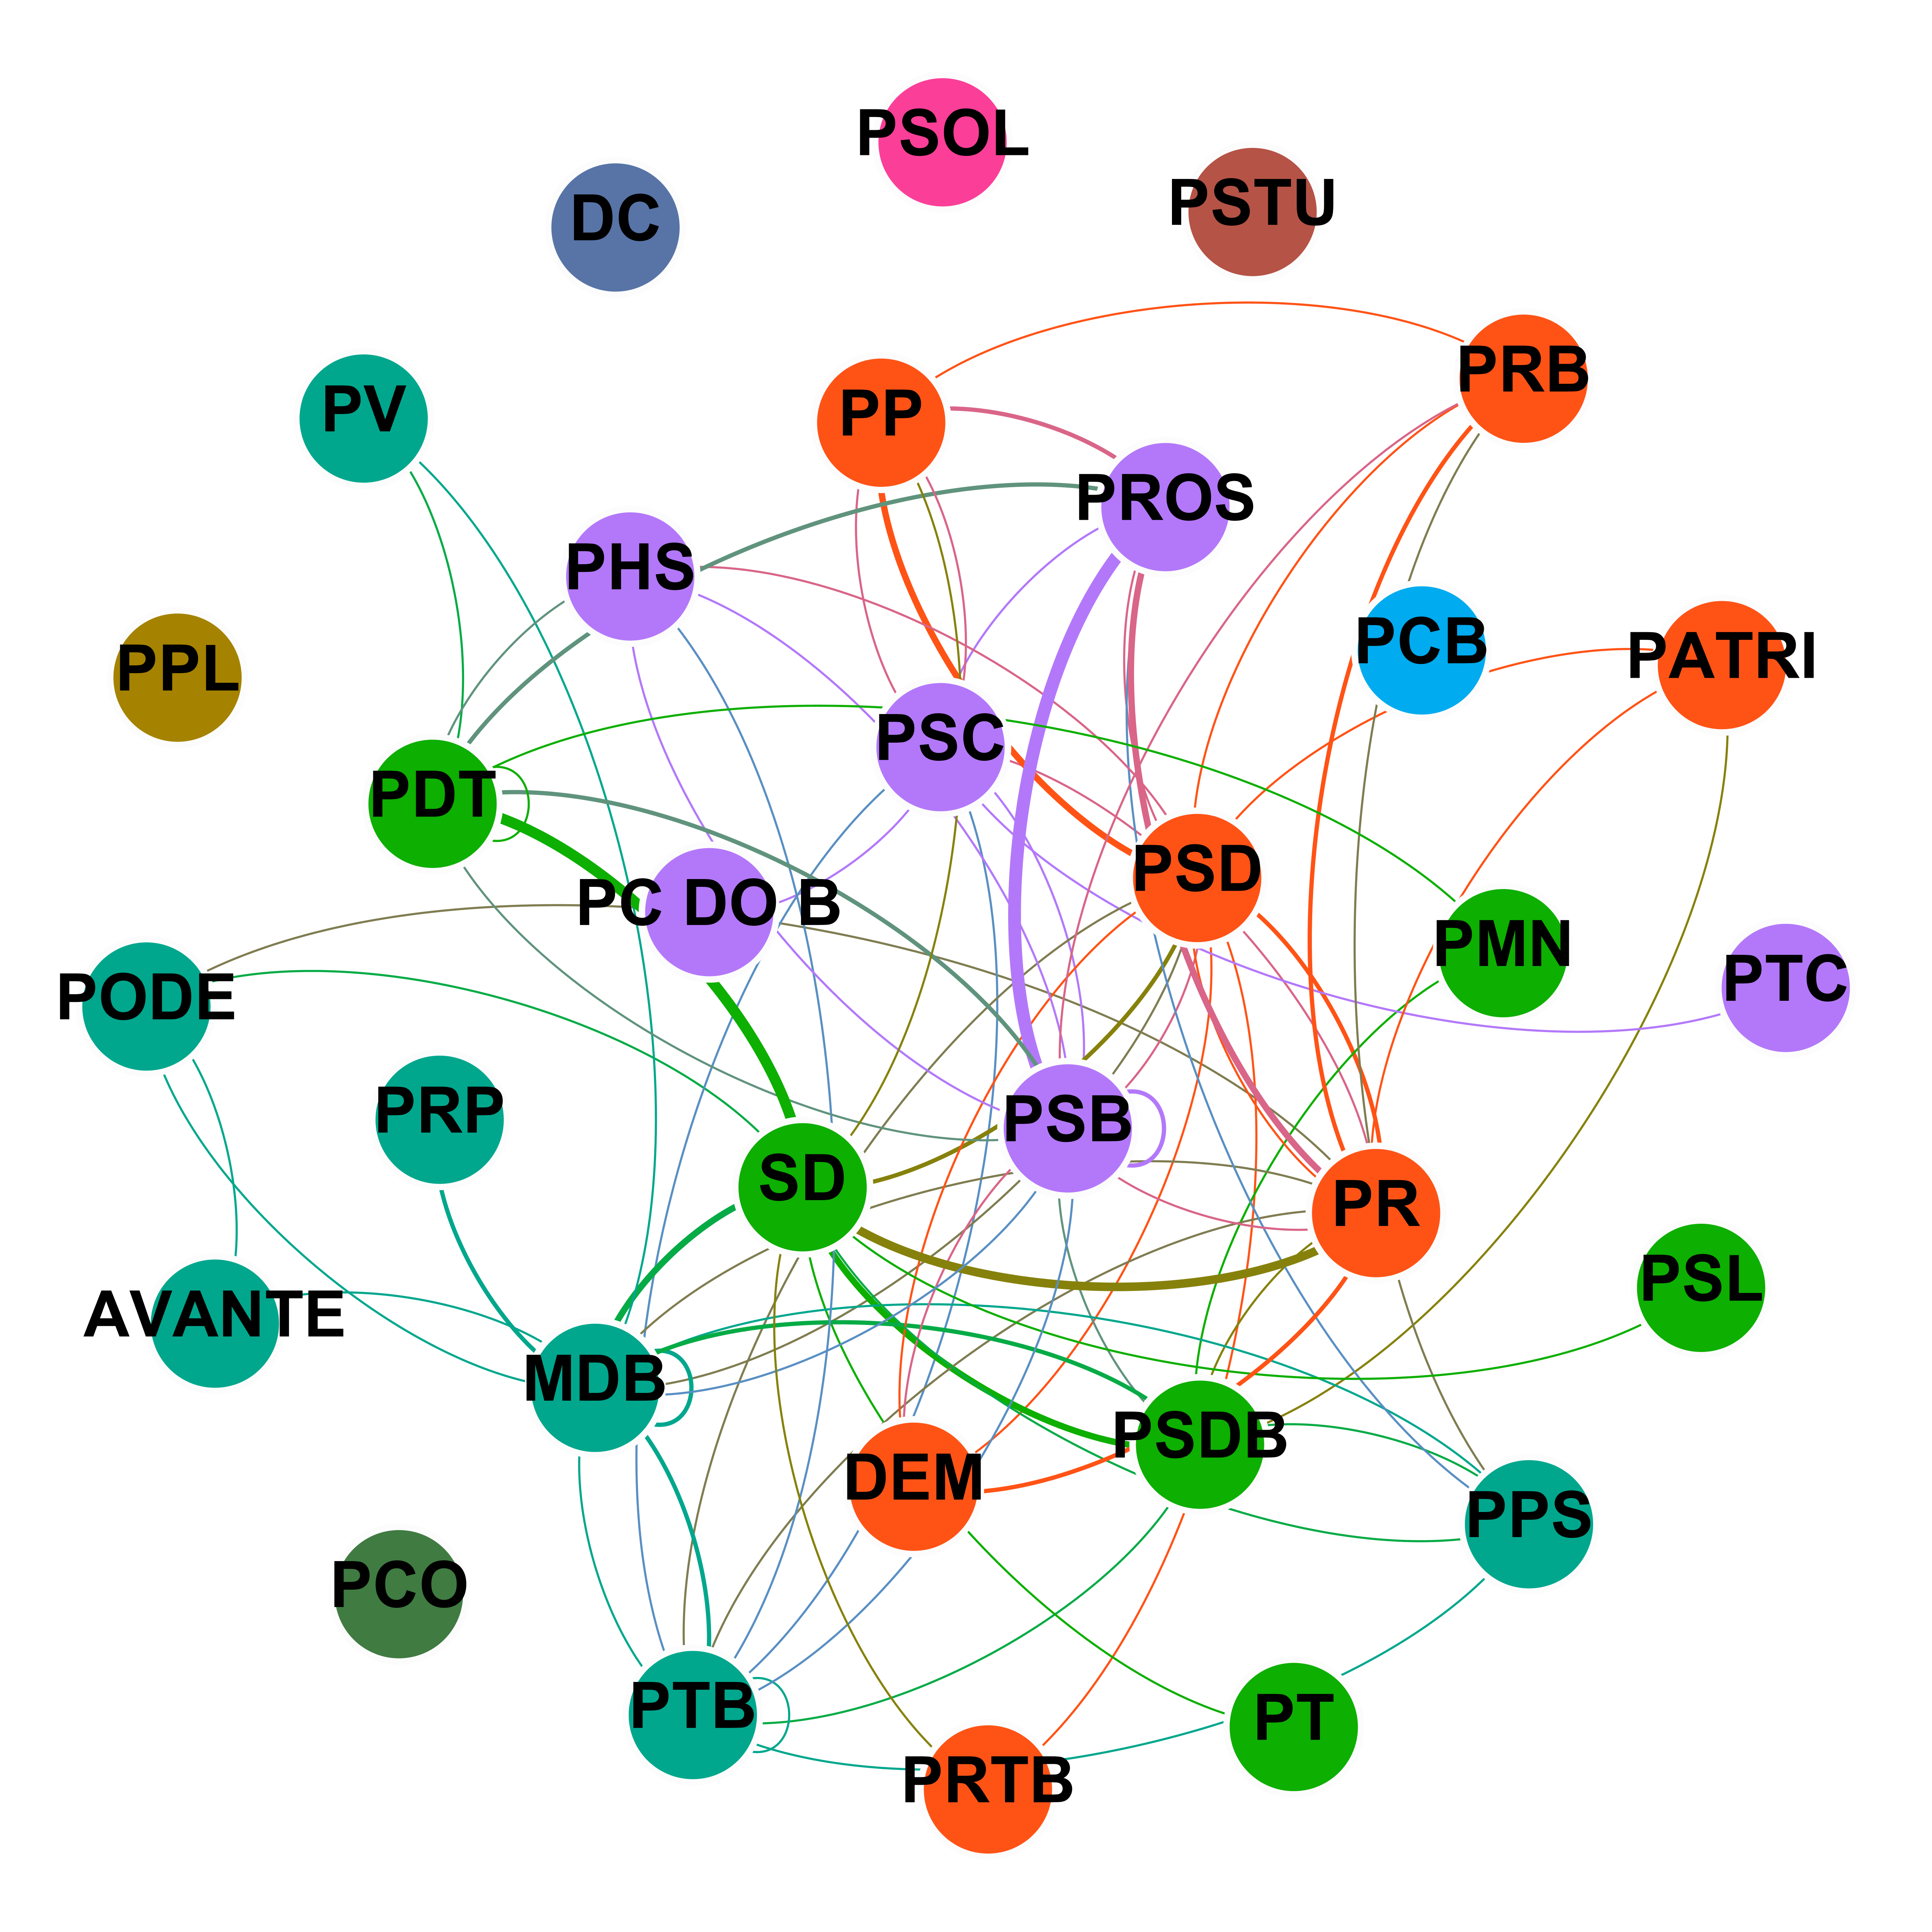 PSOL
PSTU
DC
PRB
PV
PP
PROS
PHS
PCB
PATRI
PPL
PSC
PDT
PSD
PC DO B
PMN
PTC
PODE
PRP
PSB
SD
PR
PSL
AVANTE
MDB
PSDB
DEM
PPS
PCO
PTB
PT
PRTB